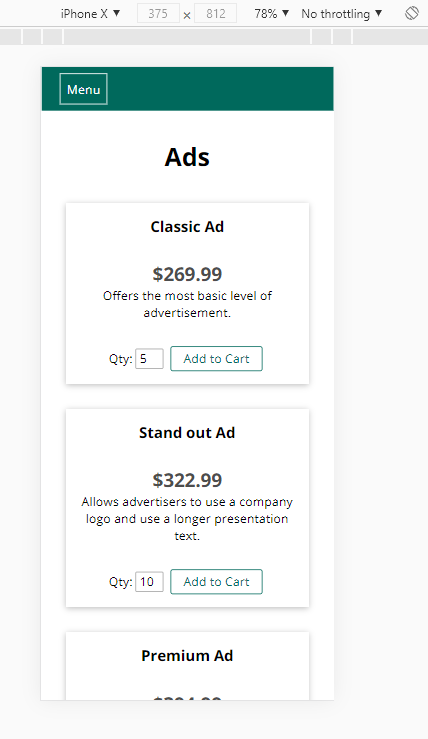 iPhone X ▼ 375 × 812 78% ▼ No throttling ▼
Menu
Ads
Classic Ad
$269.99
Offers the most basic level of
advertisement.
Qty: 5 Add to Cart
Stand out Ad
$322.99
Allows advertisers to use a company
logo and use a longer presentation
text.
Qty: 10 Add to Cart
Premium Ad